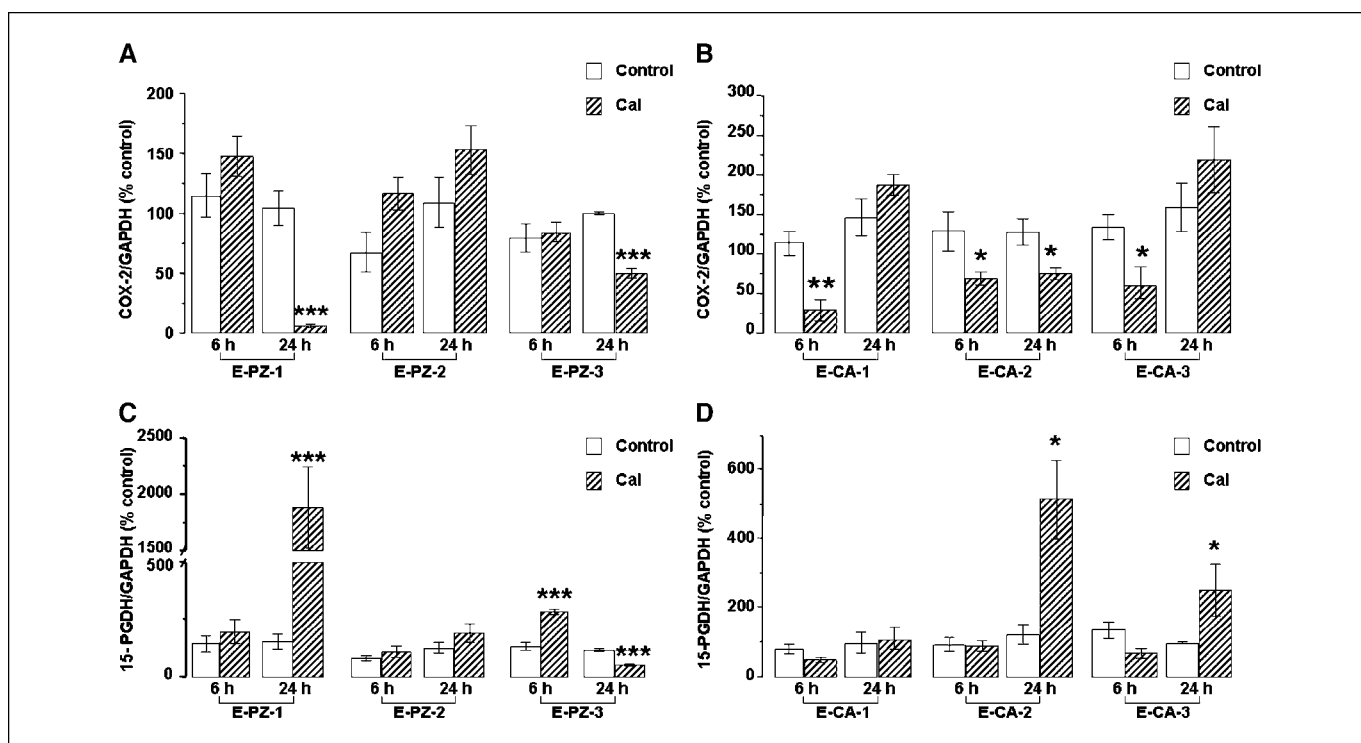 A
Control
Cal
COX-2/GAPDH (% control)
200
150
100
50
0
***
***
6 h
24 h
6 h
24 h
6 h
24 h
E-PZ-1
E-PZ-2
E-PZ-3
B
Control
Cal
COX-2/GAPDH (% control)
300
250
200
150
100
50
0
**
*
*
*
6 h
24 h
6 h
24 h
6 h
24 h
E-CA-1
E-CA-2
E-CA-3
C
Control
Cal
15- PGDH/GAPDH (% control)
2500
2000
1500
500
0
***
***
***
6 h
24 h
6 h
24 h
6 h
24 h
E-PZ-1
E-PZ-2
E-PZ-3
D
Control
Cal
15-PGDH/GAPDH (% control)
600
400
200
0
*
*
6 h
24 h
6 h
24 h
6 h
24 h
E-CA-1
E-CA-2
E-CA-3